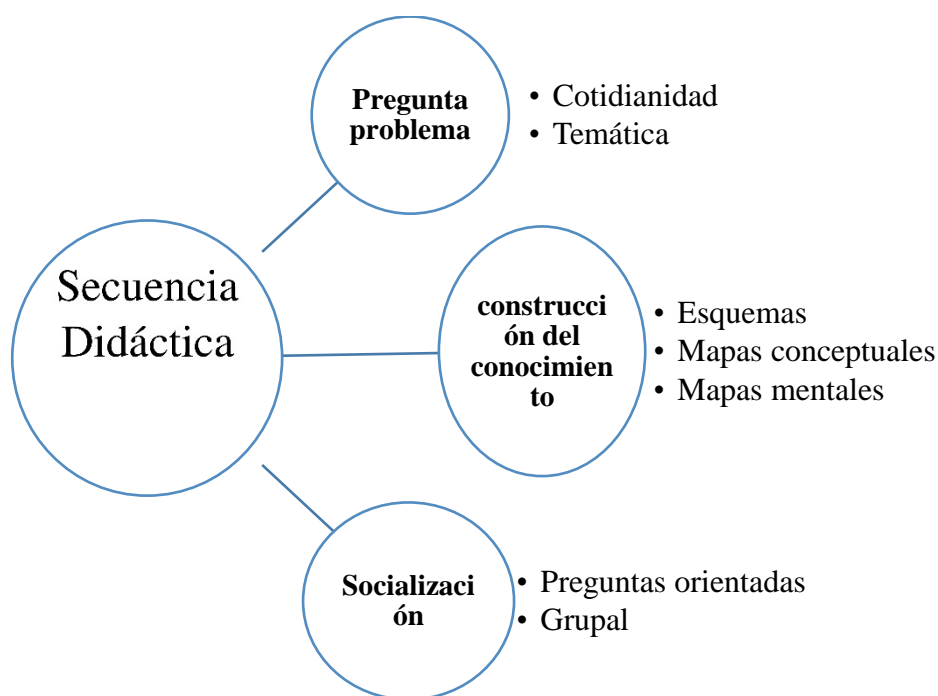 Pregunta
problema
• Cotidianidad
• Temática
Secuencia
Didáctica
construcci
ón del
conocimien
to
• Esquemas
• Mapas conceptuales
• Mapas mentales
Socializaci
ón
• Preguntas orientadas
• Grupal